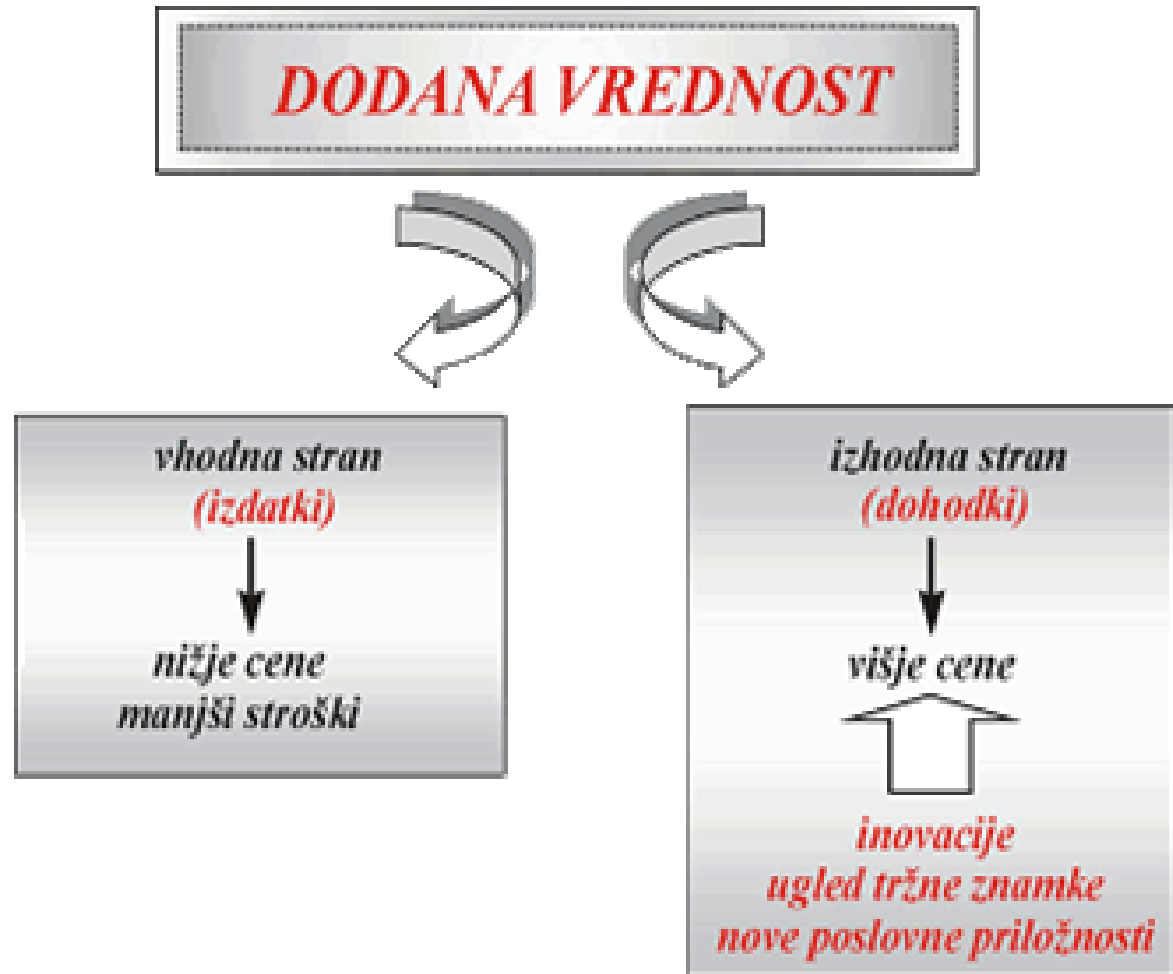 DODANA VREDNOST
vhodna stran
(izdatki)
nižje cene
manjši stroški
izhodna stran
(dohodki)
višje cene
inovacije
ugled tržne znamke
nove poslovne priložnosti